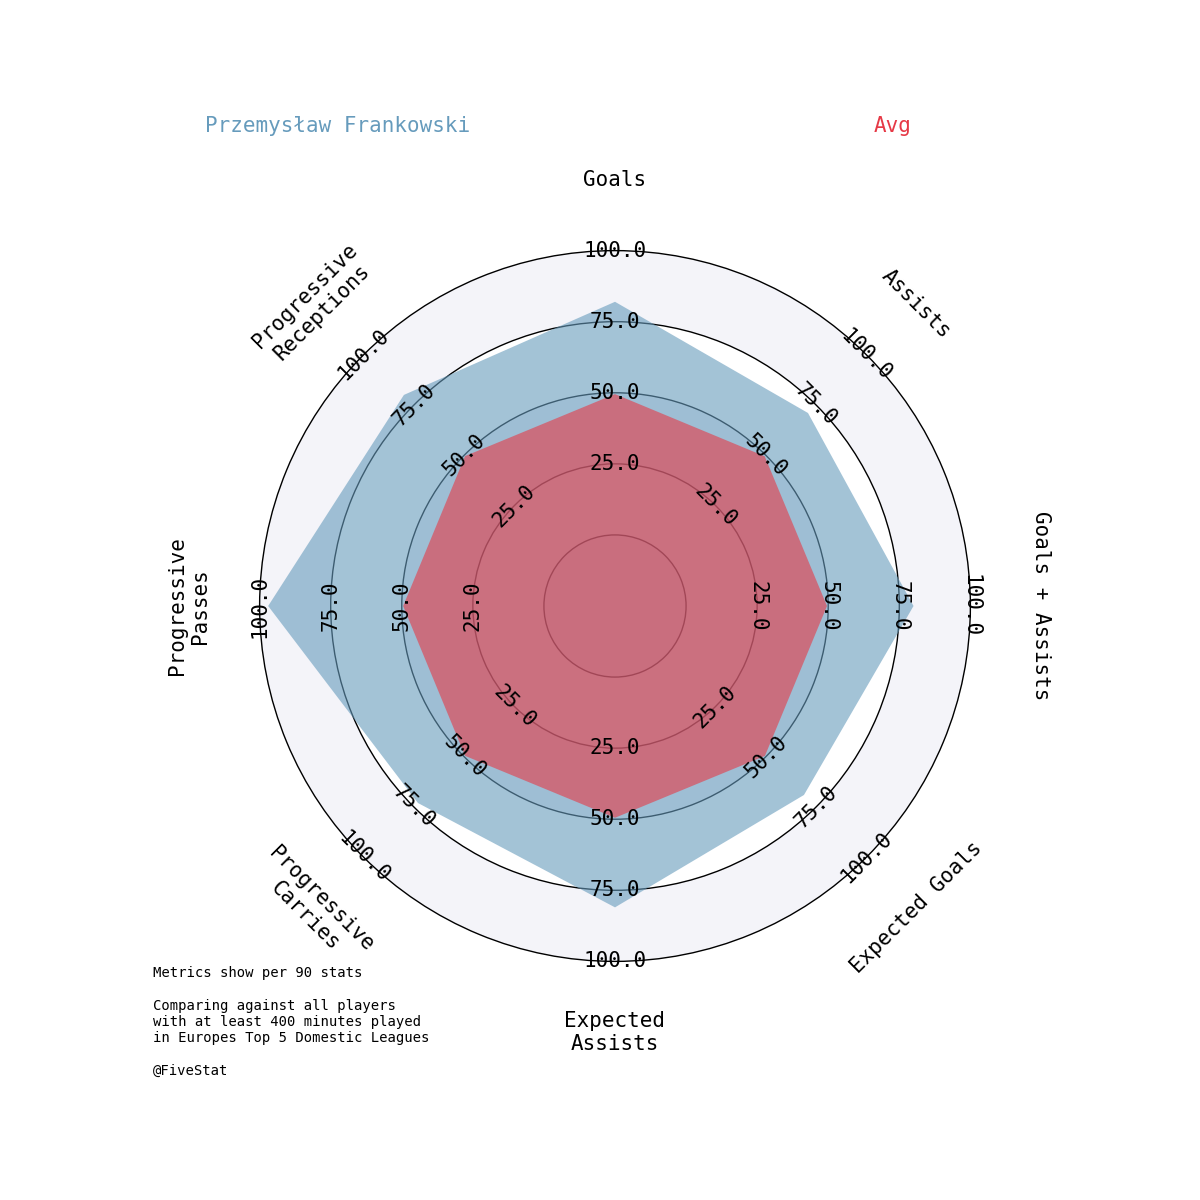 Przemysław Frankowski
Avg
Goals
Progressive
Receptions
Assists
100.0
100.0
100.0
75.0
75.0
75.0
50.0
50.0
50.0
25.0
25.0
25.0
Progressive
Passes
100.0
75.0
50.0
25.0
25.0
50.0
75.0
100.0
Goals + Assists
25.0
25.0
25.0
50.0
50.0
50.0
75.0
75.0
75.0
100.0
100.0
100.0
Progressive
Carries
Expected Goals
Expected
Assists
Metrics show per 90 stats
Comparing against all players
with at least 400 minutes played
in Europes Top 5 Domestic Leagues
@FiveStat